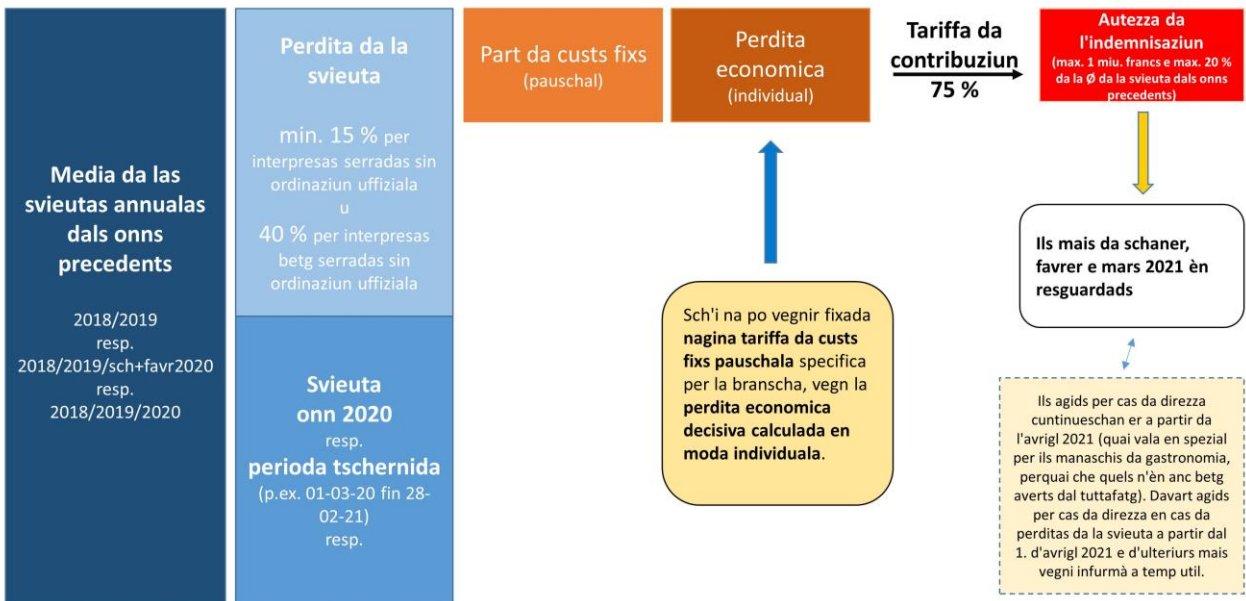 Media da las
svieutas annualas
dals onns
precedents
2018/2019
resp.
2018/2019/sch+favr2020
resp.
2018/2019/2020
Perdita da la
svieuta
min. 15 % per
interpresas serradas sin
ordinaziun uffiziala
u
40 % per interpresas
betg serradas sin
ordinaziun uffiziala
Svieuta
onn 2020
resp.
perioda tschernida
(p.ex. 01-03-20 fin 28-
02-21)
resp.
Part da custs fixs
(pauschal)
Perdita
economica
(individual)
Sch'i na po vegnir fixada
nagina tariffa da custs
fixs pauschala specifica
per la branscha, vegn la
perdita economica
decisiva calculada en
moda individuala.
Tariffa da
contribuziun
75 %
Autezza da
l'indemnisaziun
(max. 1 miu. francs e max. 20 %
da la Ø da la svieuta dals onns
precedents)
Ils mais da schaner,
favrer e mars 2021 èn
resguardads
Ils agids per cas da direzza
cuntinueschan er a partir da
l'avrigl 2021 (quai vala en spezial
per ils manaschis da gastronomia,
perquai che quels n'èn anc betg
averts dal tuttafatg). Davart agids
per cas da direzza en cas da
perditas da la svieuta a partir dal
1. d'avrigl 2021 e d'ulteriurs mais
vegni infurmà a temp util.